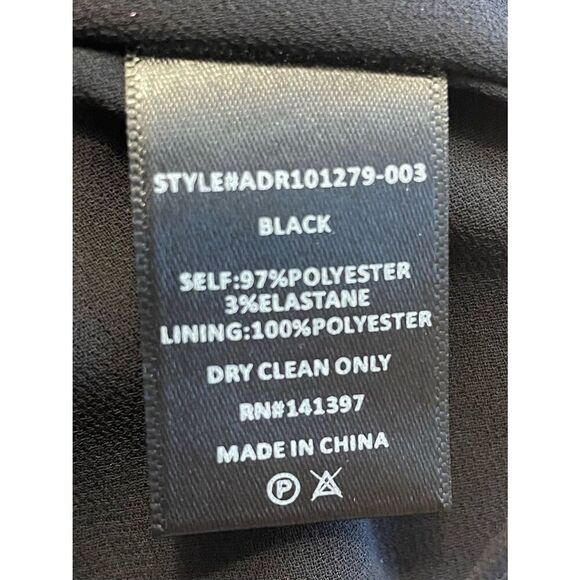 STYLE#ADR101279-003
BLACK
SELF:97%POLYESTER
3%ELASTANE
LINING:100%POLYESTER
DRY CLEAN ONLY
RN#141397
MADE IN CHINA
P